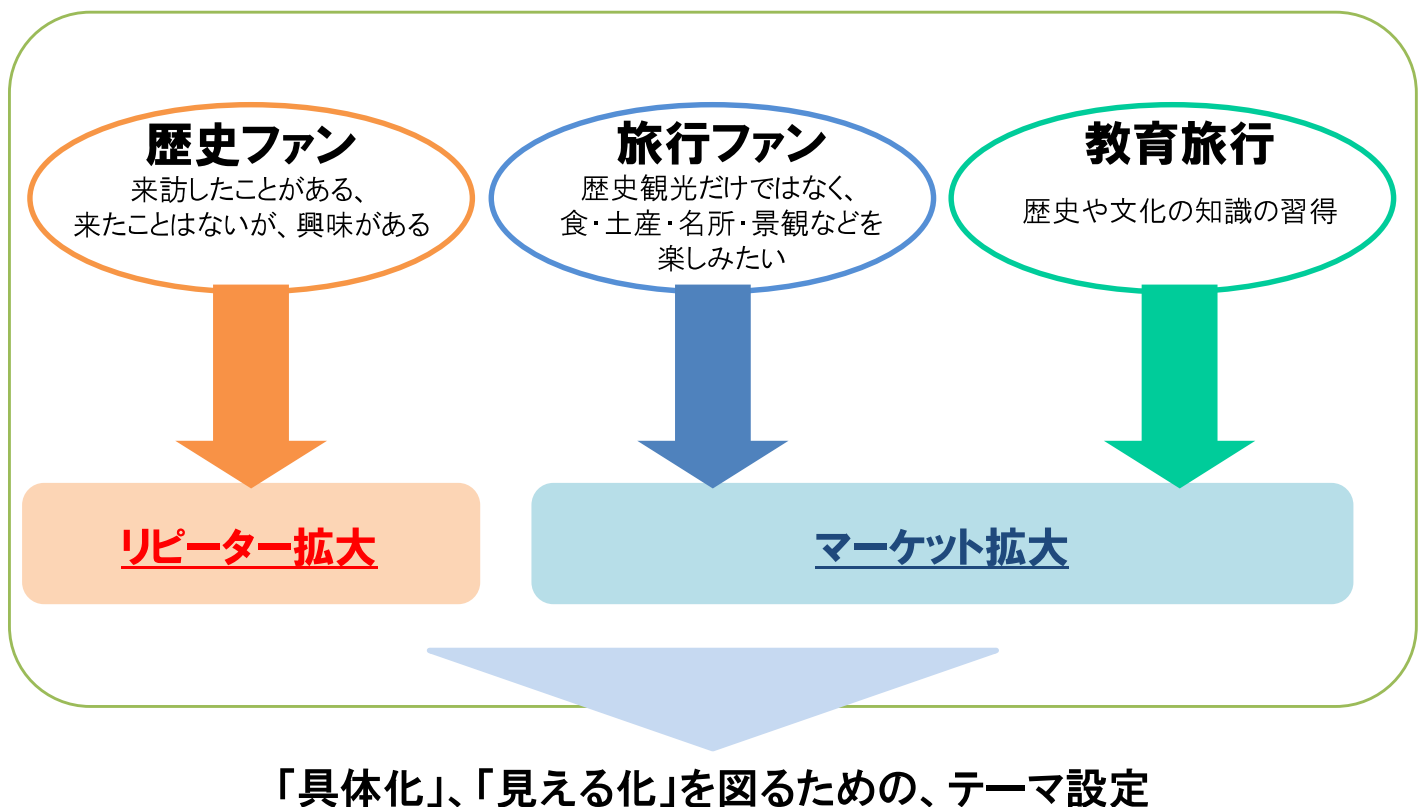 歴史ファン
来訪したことがある、
来たことはないが、興味がある
旅行ファン
歴史観光だけではなく、
食・土産・名所・景観などを
楽しみたい
教育旅行
歴史や文化の知識の習得
リピーター拡大
マーケット拡大
「具体化」、「見える化」を図るための、テーマ設定